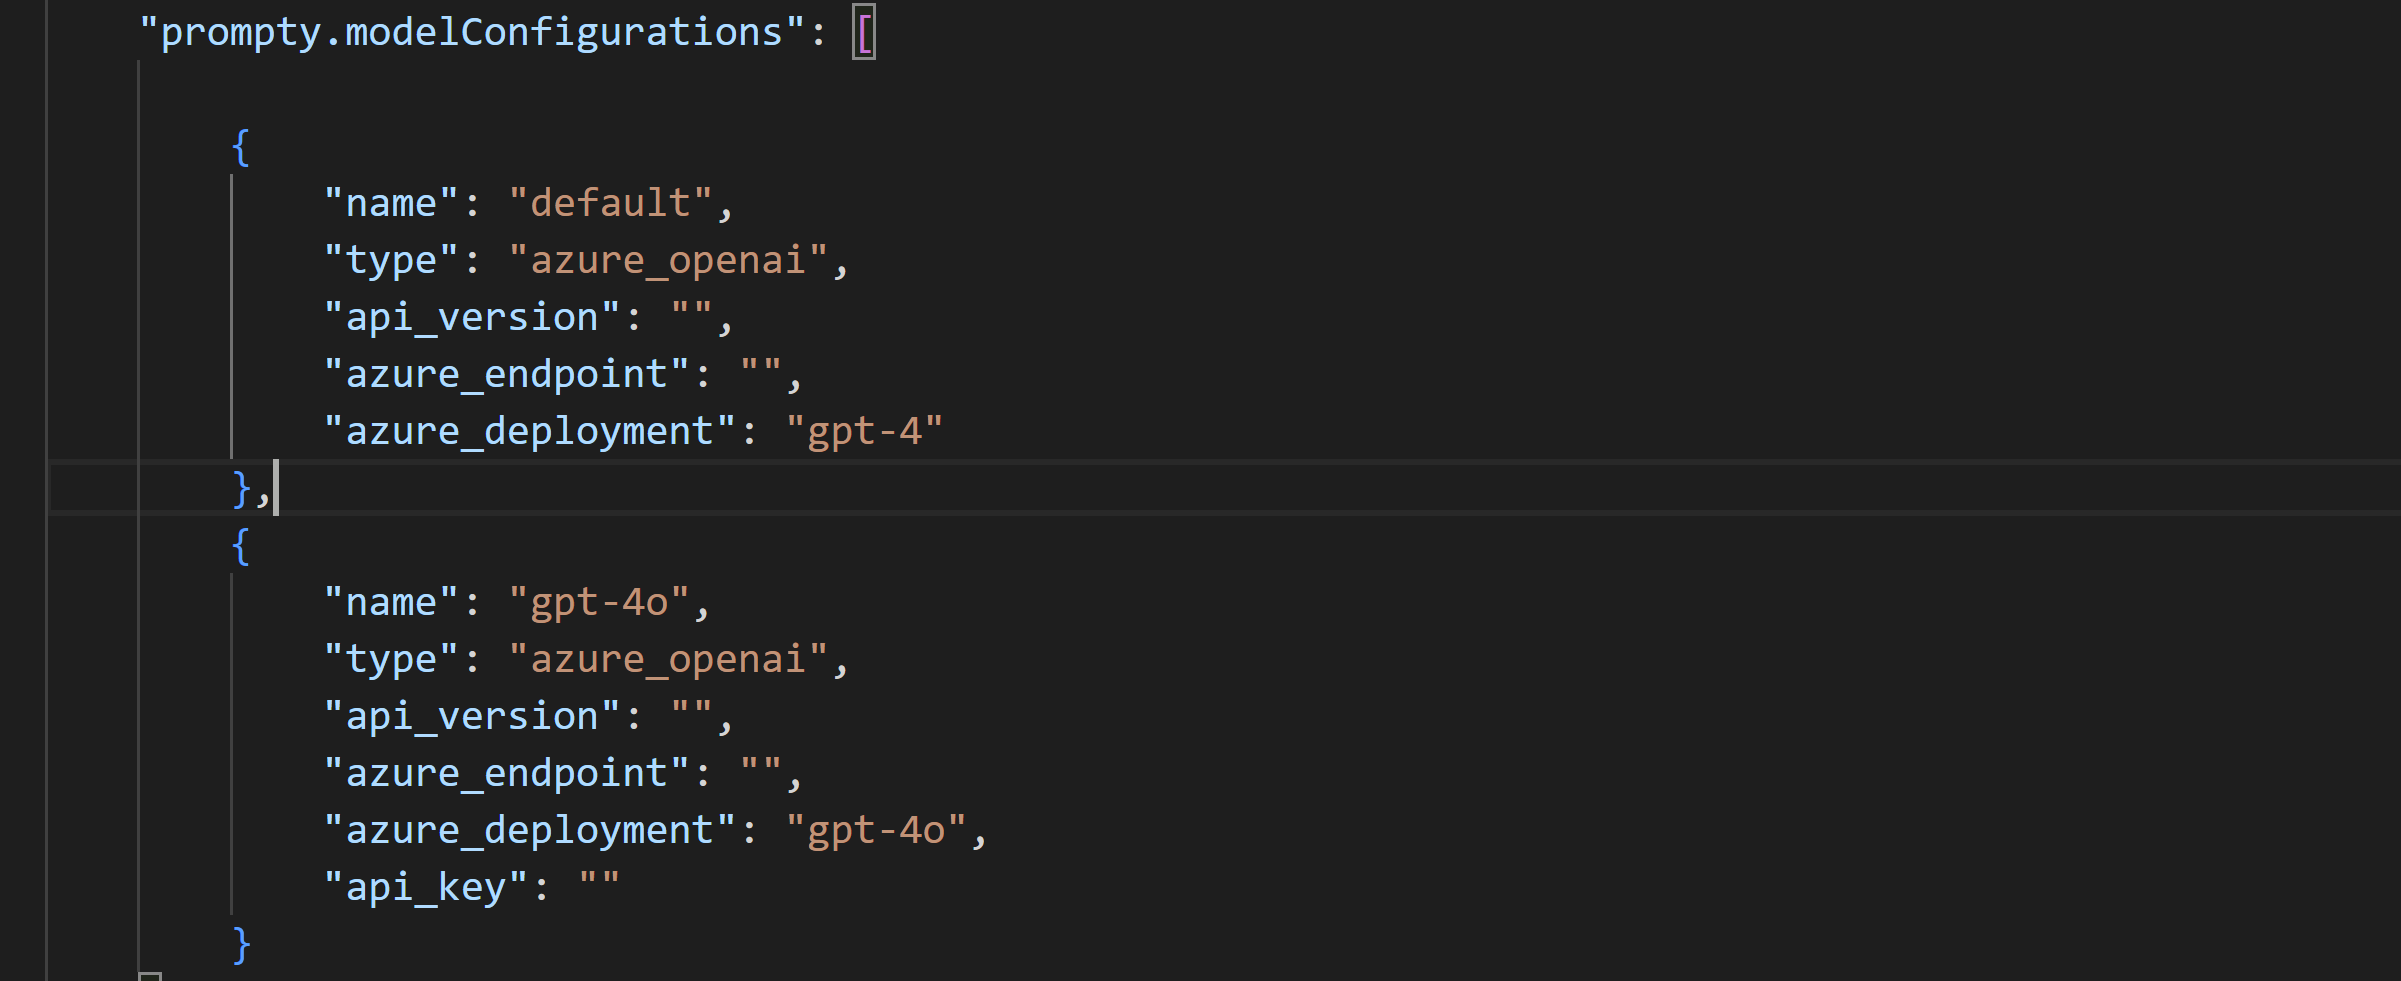 "prompty.modelConfigurations": [
{
"name": "default",
"type": "azure_openai",
"api_version": "",
"azure_endpoint": "",
"azure_deployment": "gpt-4"
},
{
"name": "gpt-4o",
"type": "azure_openai",
"api_version": "",
"azure_endpoint": "",
"azure_deployment": "gpt-4o",
"api_key": ""
}